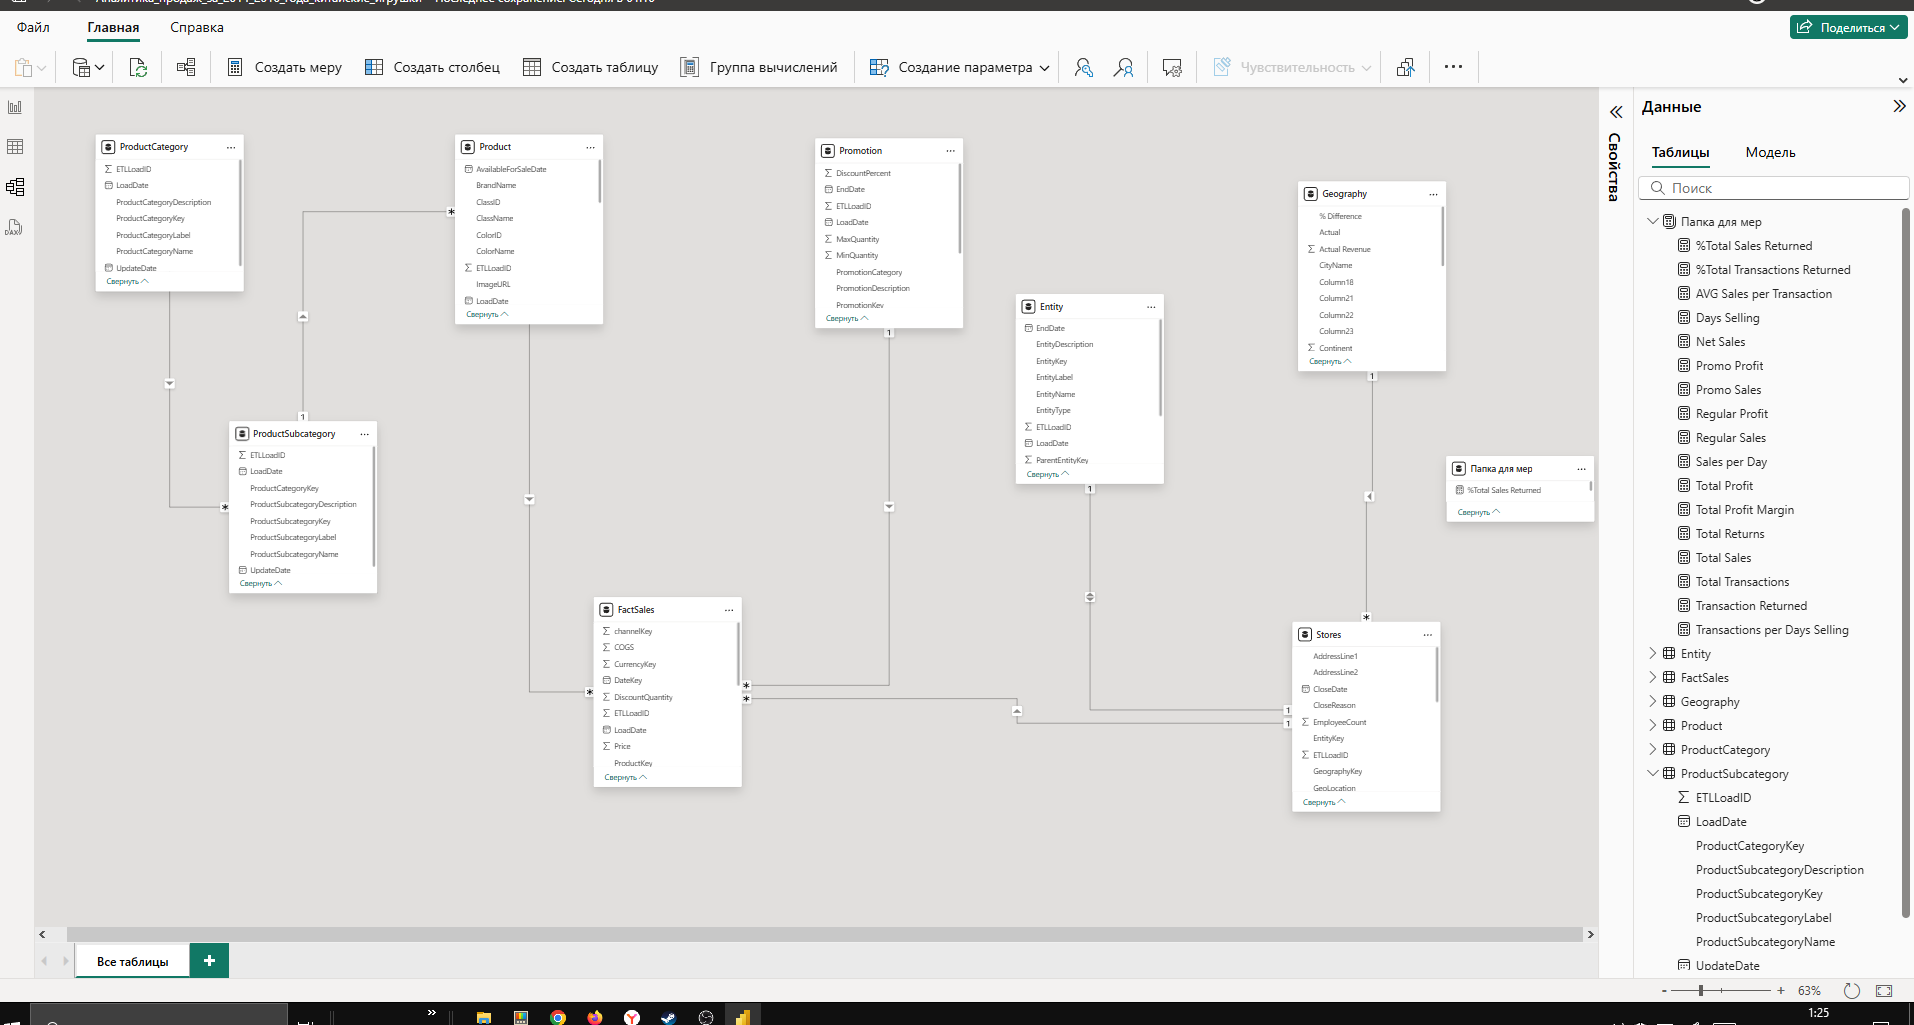 Файл
Главная
Справка
Поделиться
Создать меру
Создать столбец
Создать таблицу
Группа вычислений
Создание параметра
Чувствительность
ProductCategory
ETLLoadID
LoadDate
ProductCategoryDescription
ProductCategoryKey
ProductCategoryLabel
ProductCategoryName
UpdateDate
Свернуть
Product
AvailableForSaleDate
BrandName
ClassID
ClassName
ColorID
ColorName
ETLLoadID
ImageURL
LoadDate
Свернуть
Promotion
DiscountPercent
EndDate
ETLLoadID
LoadDate
MaxQuantity
MinQuantity
PromotionCategory
PromotionDescription
PromotionKey
Свернуть
1
Entity
EndDate
EntityDescription
EntityKey
EntityLabel
EntityName
EntityType
ETLLoadID
LoadDate
ParentEntityKey
Свернуть
1
Geography
% Difference
Actual
Actual Revenue
CityName
Column18
Column21
Column22
Column23
Continent
Свернуть
1
1
ProductSubcategory
ETLLoadID
LoadDate
ProductCategoryKey
ProductSubcategoryDescription
ProductSubcategoryKey
ProductSubcategoryLabel
ProductSubcategoryName
UpdateDate
Свернуть
Папка для мер
%Total Sales Returned
Свернуть
FactSales
channelKey
COGS
CurrencyKey
DateKey
DiscountQuantity
ETLLoadID
LoadDate
Price
ProductKey
Свернуть
Stores
AddressLine1
AddressLine2
CloseDate
CloseReason
EmployeeCount
EntityKey
ETLLoadID
GeographyKey
GeoLocation
Свернуть
1
1
Свойства
Данные
Таблицы
Модель
Поиск
Папка для мер
%Total Sales Returned
%Total Transactions Returned
AVG Sales per Transaction
Days Selling
Net Sales
Promo Profit
Promo Sales
Regular Profit
Regular Sales
Sales per Day
Total Profit
Total Profit Margin
Total Returns
Total Sales
Total Transactions
Transaction Returned
Transactions per Days Selling
Entity
FactSales
Geography
Product
ProductCategory
ProductSubcategory
ETLLoadID
LoadDate
ProductCategoryKey
ProductSubcategoryDescription
ProductSubcategoryKey
ProductSubcategoryLabel
ProductSubcategoryName
UpdateDate
Все таблицы
63%
1:25